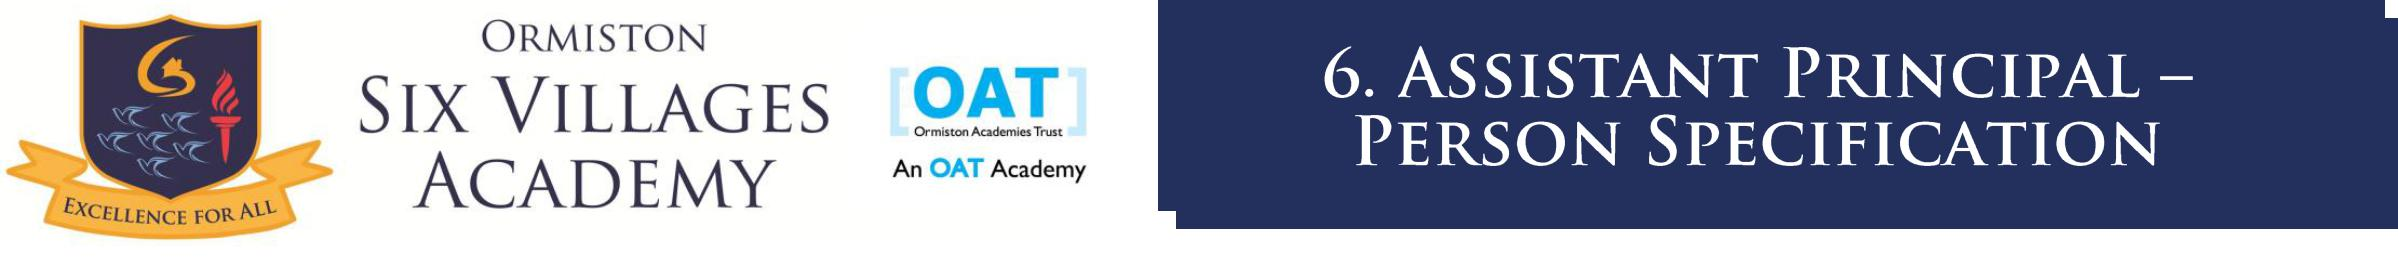 EXCELLENCE FOR ALL
ORMISTON
SIX VILLAGES
ACADEMY
[OAT]
Ormiston Academies Trust
An OAT Academy
6. ASSISTANT PRINCIPAL –
PERSON SPECIFICATION